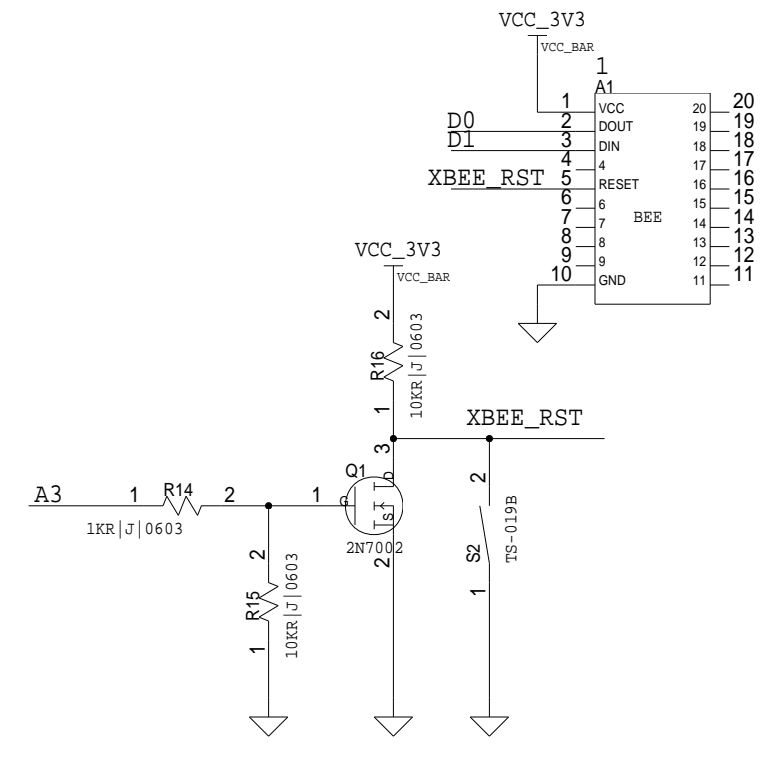 VCC_3V3
VCC_BAR
1
A1
1 VCC 20 20
D0 2 DOUT 19 19
D1 3 DIN 18 18
4 4 17 17
XBEE_RST 5 RESET 16 16
6 6 15 15
7 7 BEE 14 14
8 8 13 13
9 9 12 12
10 GND 11 11
VCC_3V3
VCC_BAR
2
R16
10KR|J|0603
1
XBEE_RST
3
Q1
D
A3 1 R14 2 1 G
S
1KR|J|0603
2N7002
2
2
S2
TS-019B
1
2
R15
10KR|J|0603
1